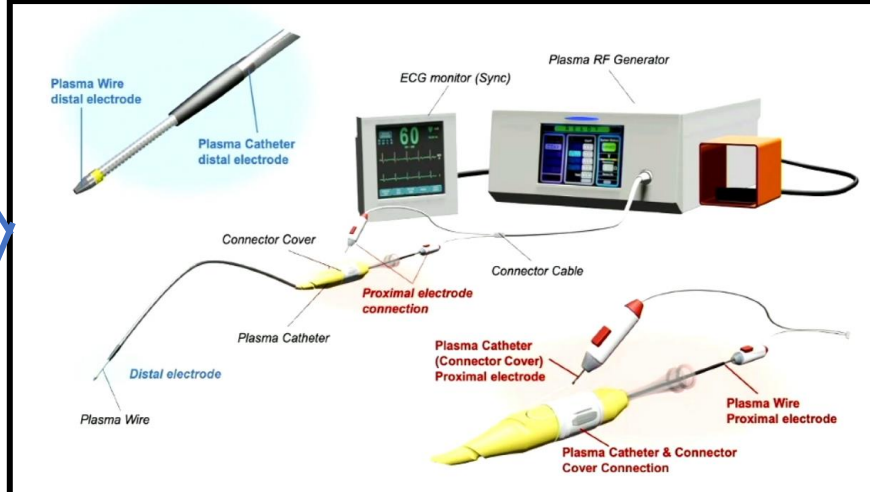 Plasma RF Generator
ECG monitor (Sync)
Plasma Wire
distal electrode
Plasma Catheter
distal electrode
60
Connector Cover
Connector Cable
Proximal electrode
connection
Plasma Catheter
Distal electrode
Plasma Wire
Plasma Catheter
(Connector Cover)
Proximal electrode
Plasma Wire
Proximal electrode
Plasma Catheter & Connector
Cover Connection